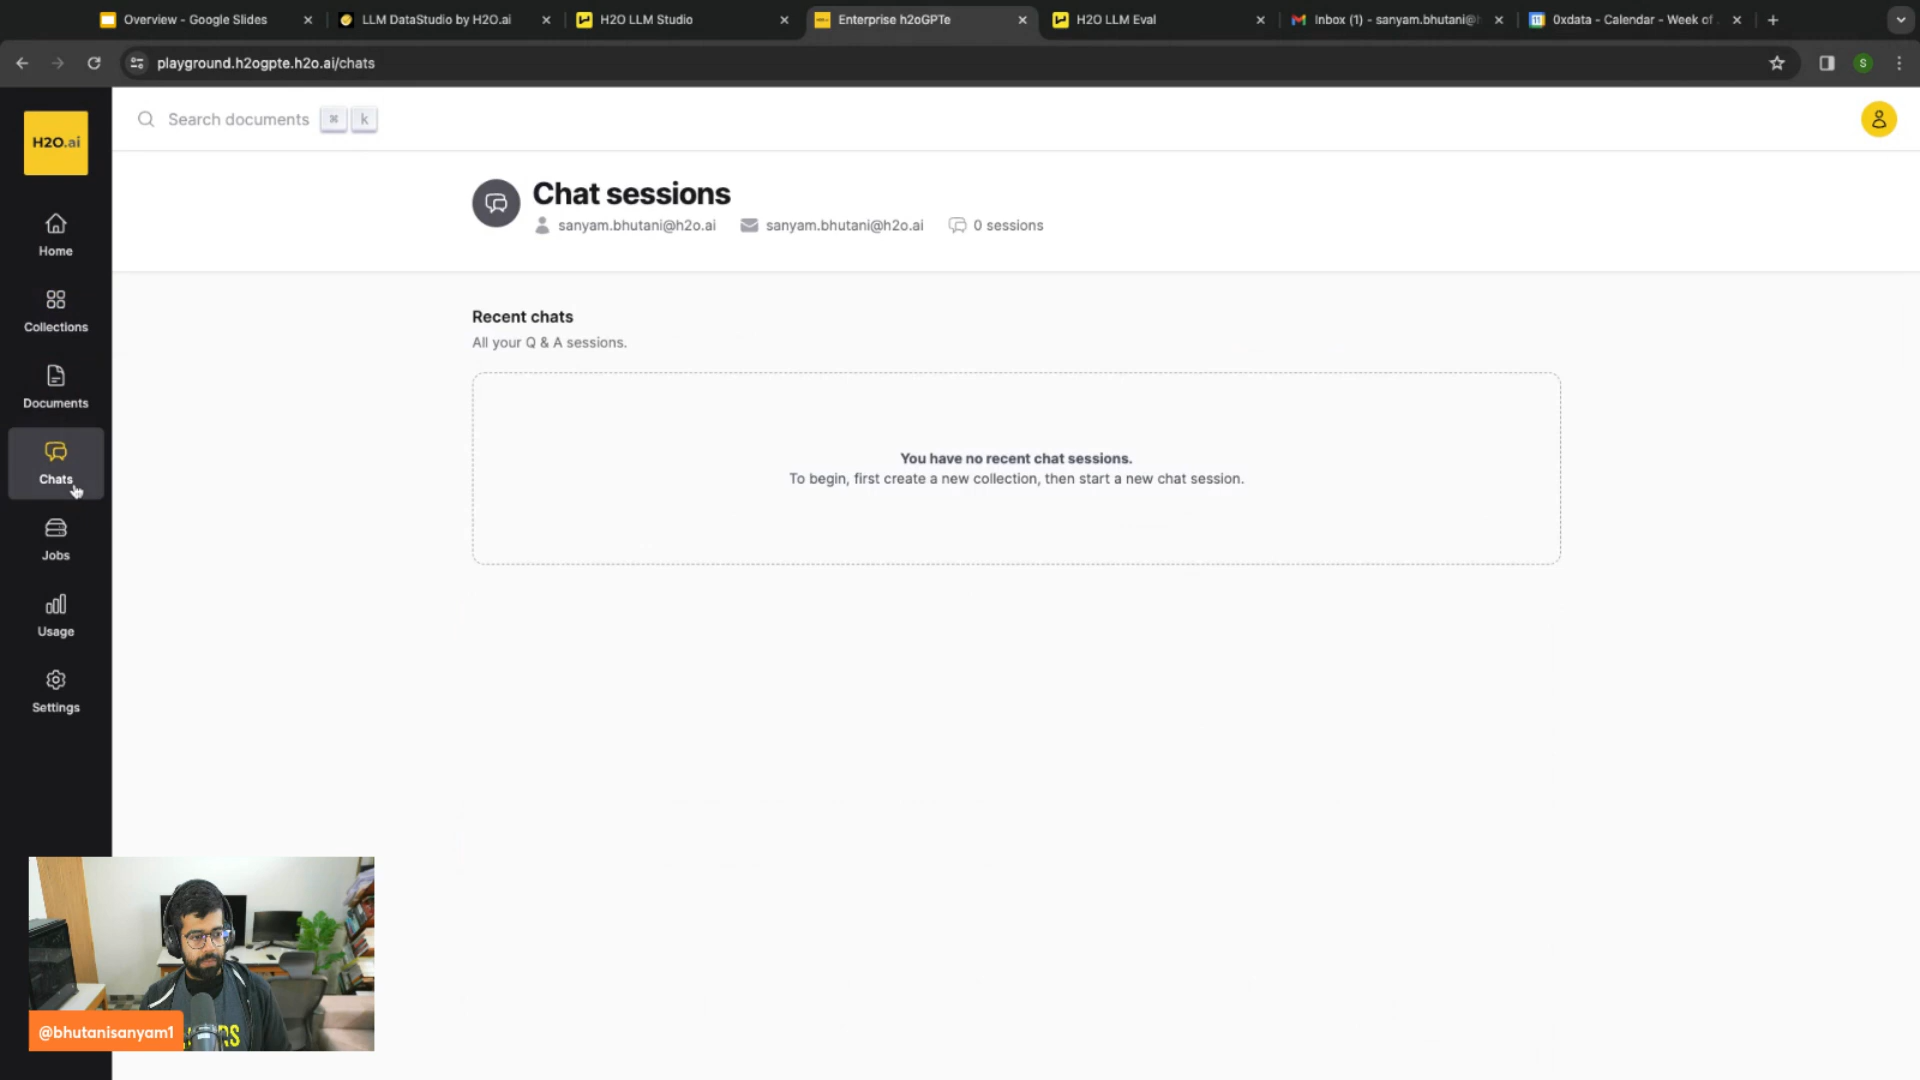 Overview - Google Slides
LLM DataStudio by H2O.ai
H2O LLM Studio
Enterprise h2oGPTe
H2O LLM Eval
Inbox (1) - sanyam.bhutani@
0xdata - Calendar - Week of
playground.h2ogpte.h2o.ai/chats
S
H2O.ai
Search documents
⌘ k
Chat sessions
sanyam.bhutani@h2o.ai
sanyam.bhutani@h2o.ai
0 sessions
Home
Collections
Documents
Chats
Jobs
Usage
Settings
Recent chats
All your Q & A sessions.
You have no recent chat sessions.
To begin, first create a new collection, then start a new chat session.
@bhutanisanyam1